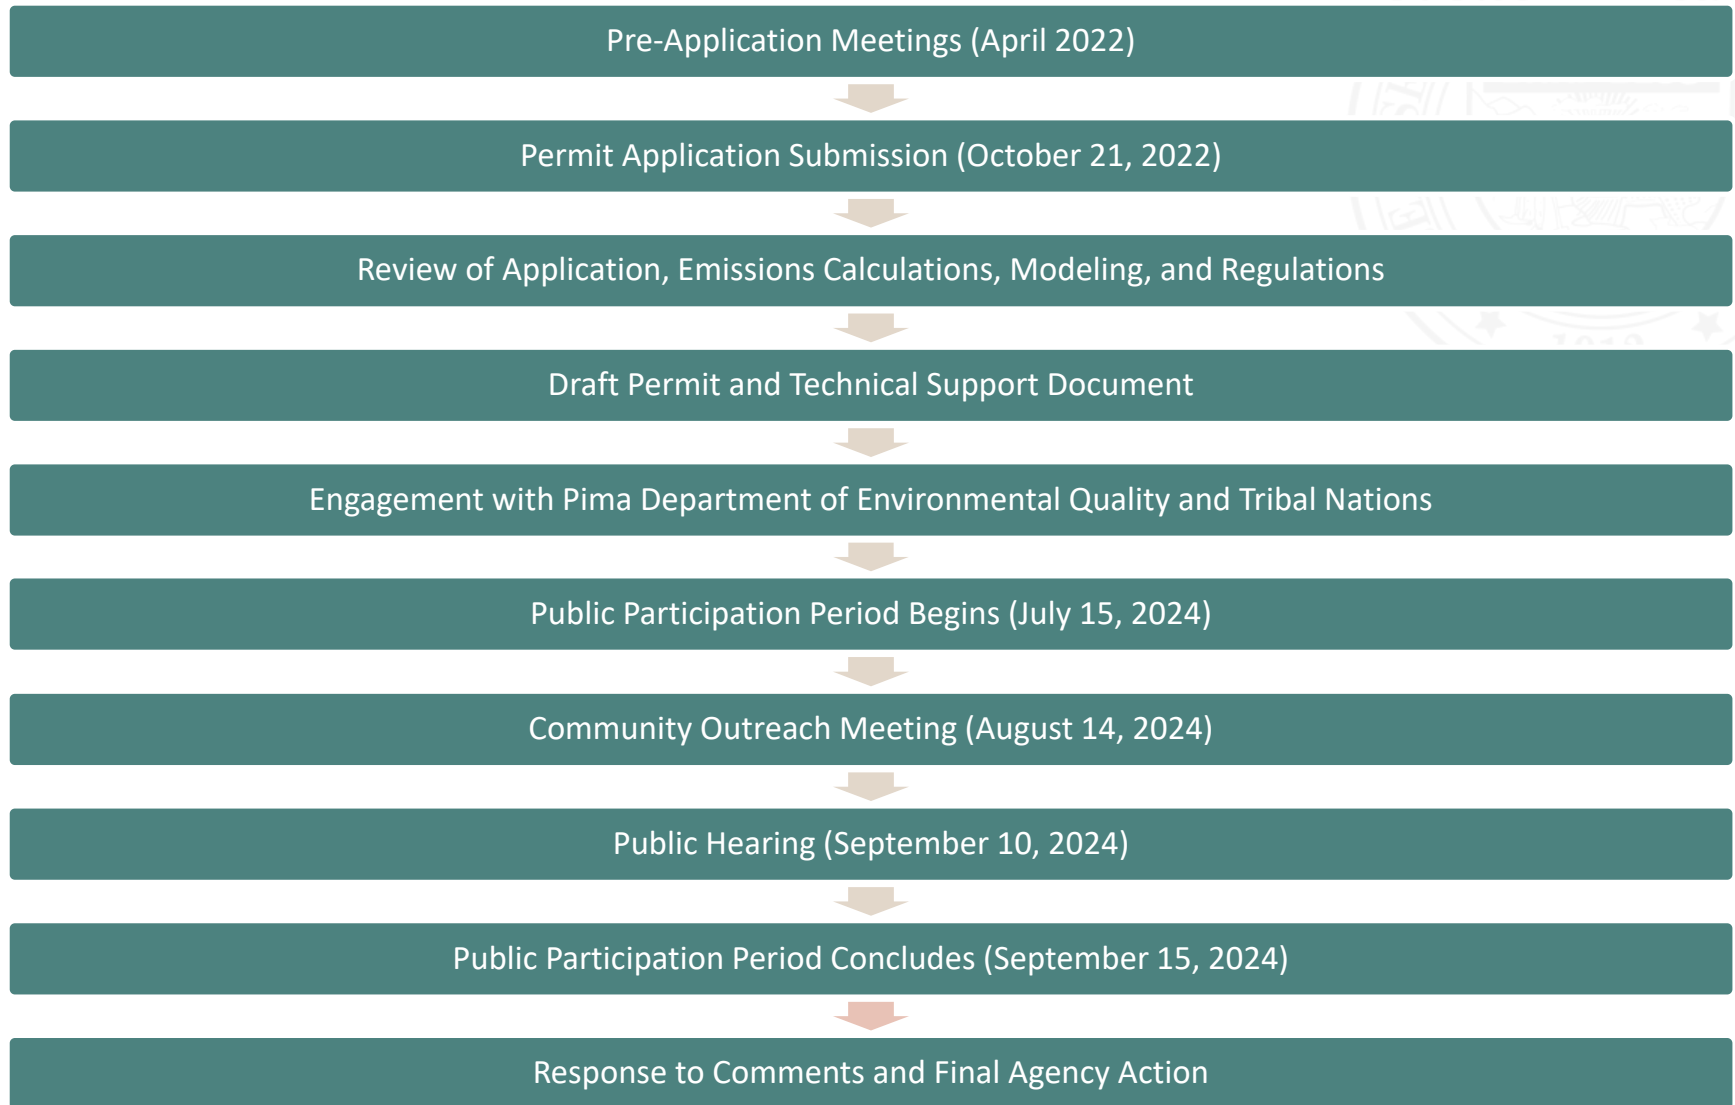 Pre-Application Meetings (April 2022)
Permit Application Submission (October 21, 2022)
Review of Application, Emissions Calculations, Modeling, and Regulations
Draft Permit and Technical Support Document
Engagement with Pima Department of Environmental Quality and Tribal Nations
Public Participation Period Begins (July 15, 2024)
Community Outreach Meeting (August 14, 2024)
Public Hearing (September 10, 2024)
Public Participation Period Concludes (September 15, 2024)
Response to Comments and Final Agency Action